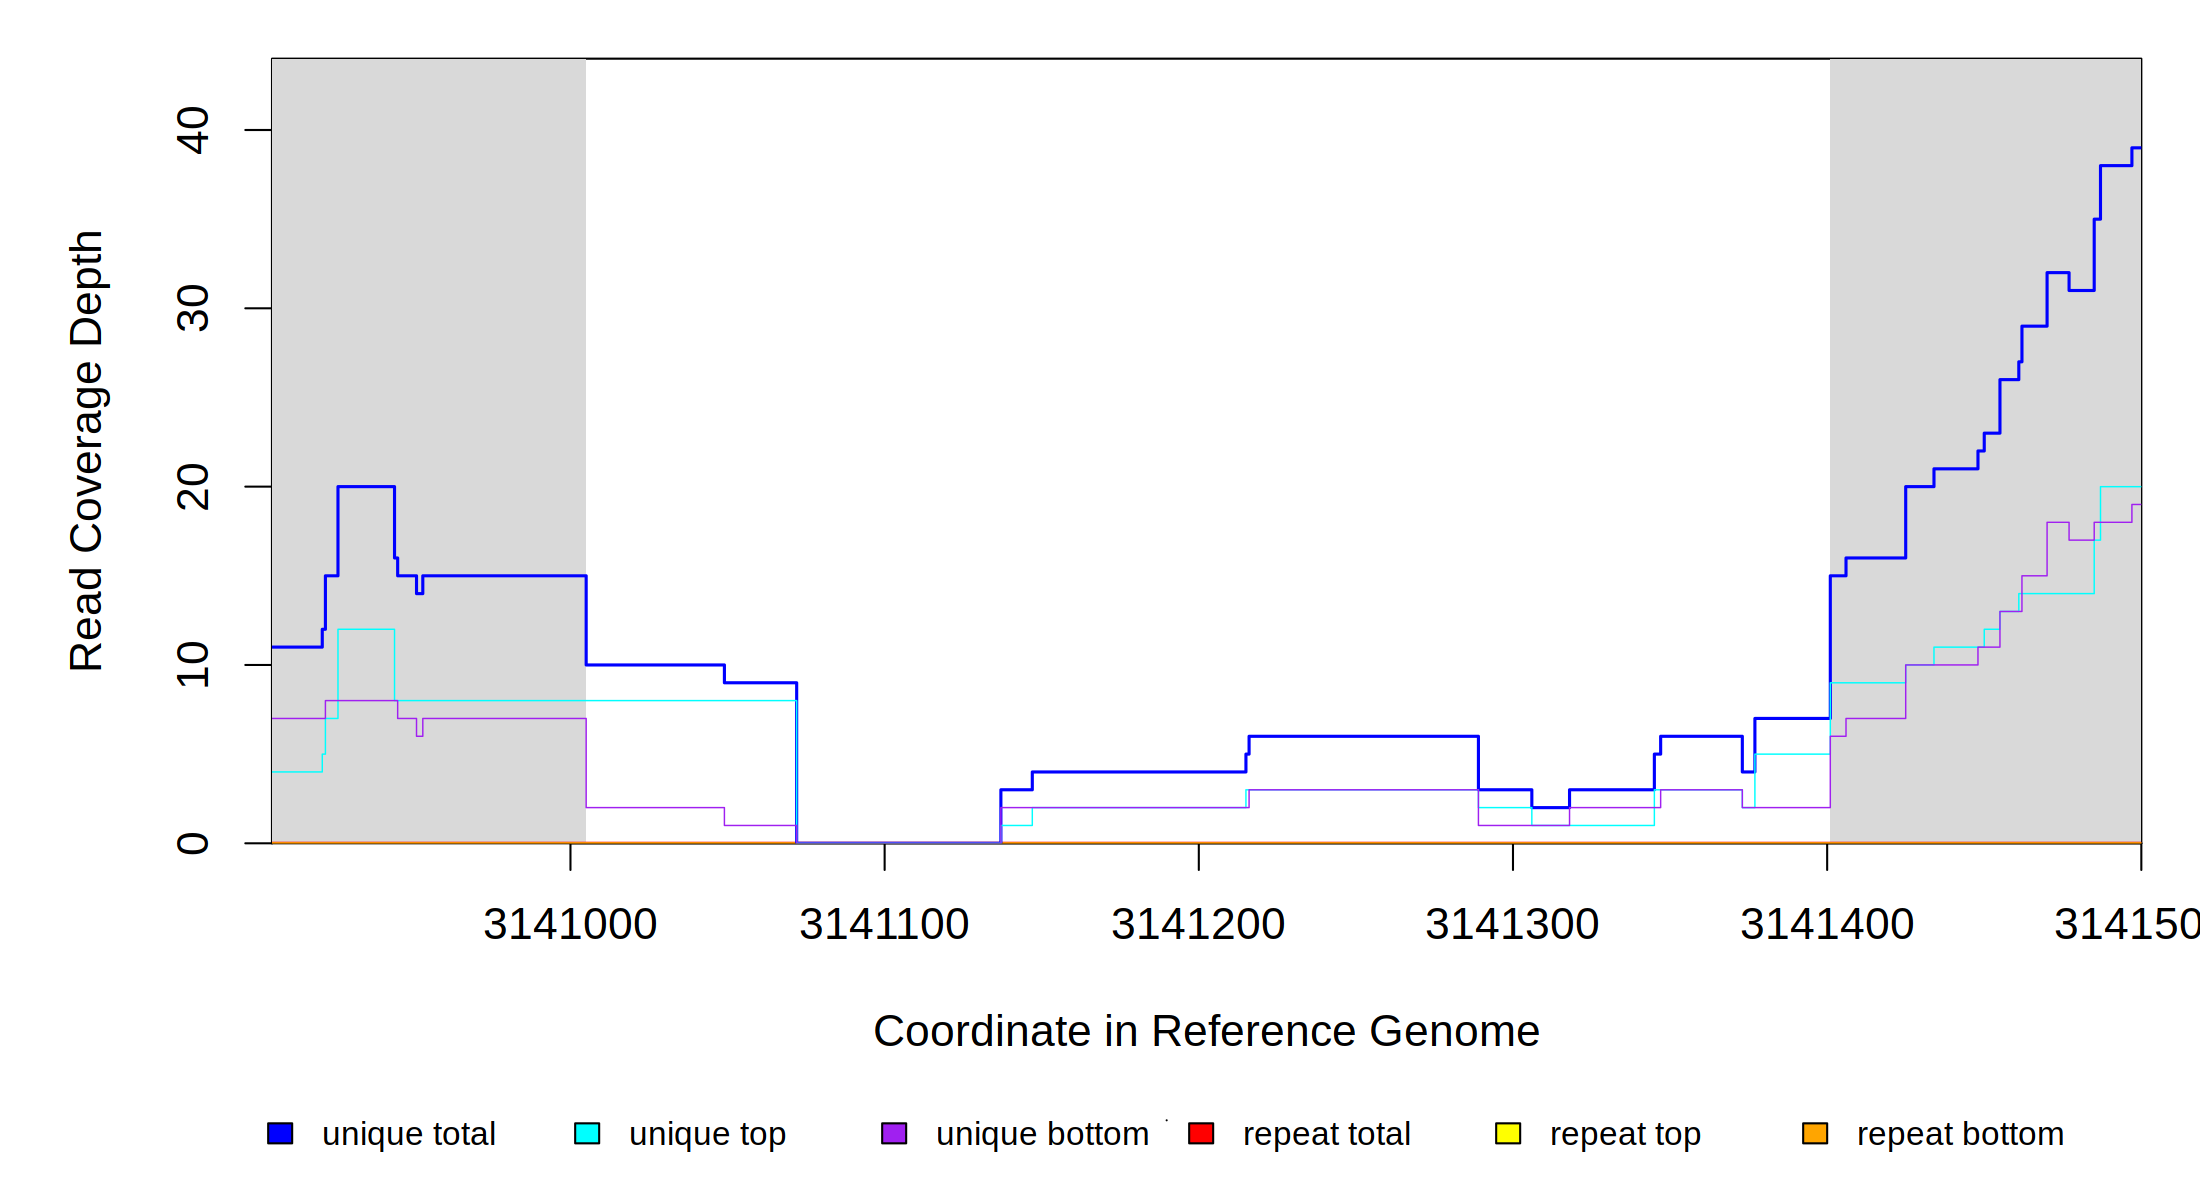 40
30
20
10
0
Read Coverage Depth
3141000 3141100 3141200 3141300 3141400 314150
Coordinate in Reference Genome
unique total unique top unique bottom repeat total repeat top repeat bottom